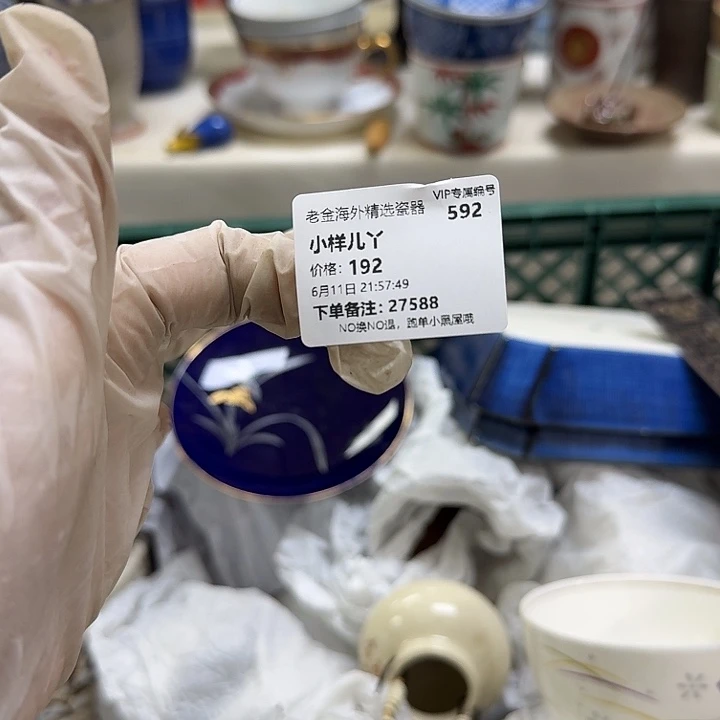 VIP专属编号
老金海外精选瓷器 592
小样儿丫
价格：192
6月11日 21:57:49
下单备注：27588
NO换NO退，跑单小黑屋哦